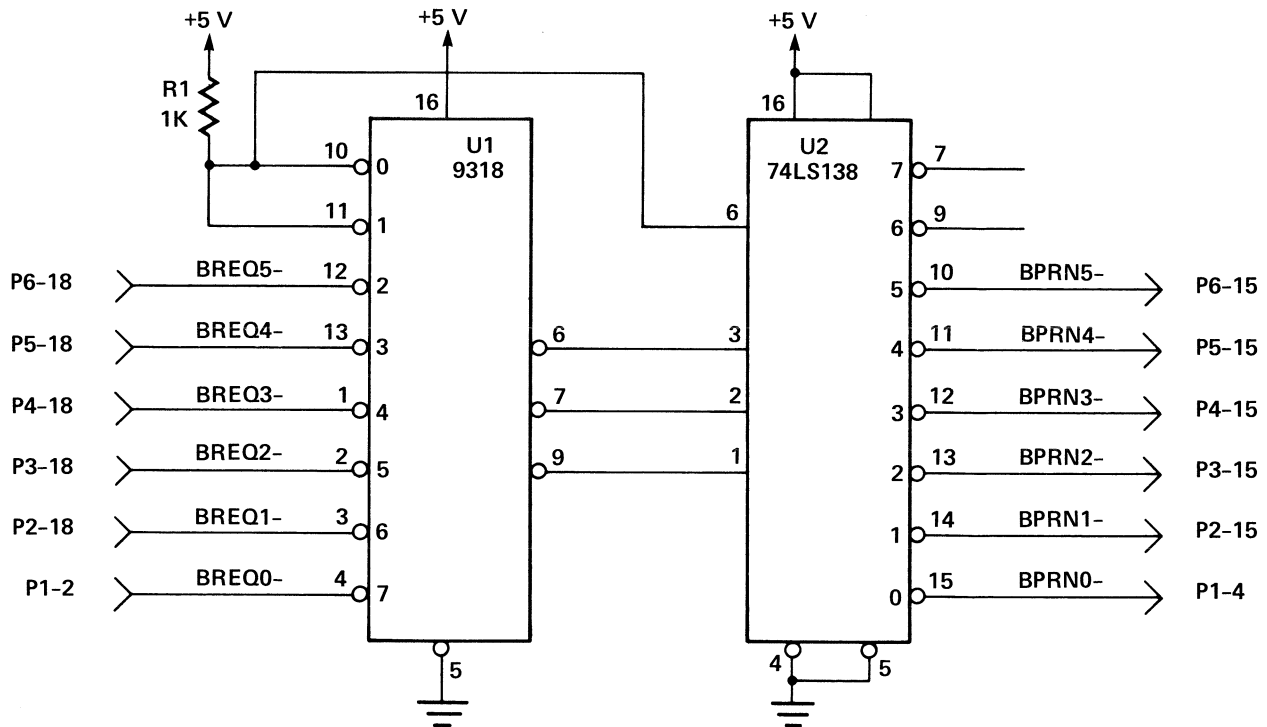 +5 V
+5 V
+5 V
R1
1K
16
16
U1
9318
U2
74LS138
10
0
11
1
6
7
7
6
9
P6-18
BREQ5-
12
2
5
10
BPRN5-
P6-15
P5-18
BREQ4-
13
3
6
3
4
11
BPRN4-
P5-15
P4-18
BREQ3-
1
4
7
2
3
12
BPRN3-
P4-15
P3-18
BREQ2-
2
5
9
1
2
13
BPRN2-
P3-15
P2-18
BREQ1-
3
6
1
14
BPRN1-
P2-15
P1-2
BREQ0-
4
7
0
15
BPRN0-
P1-4
5
4
5